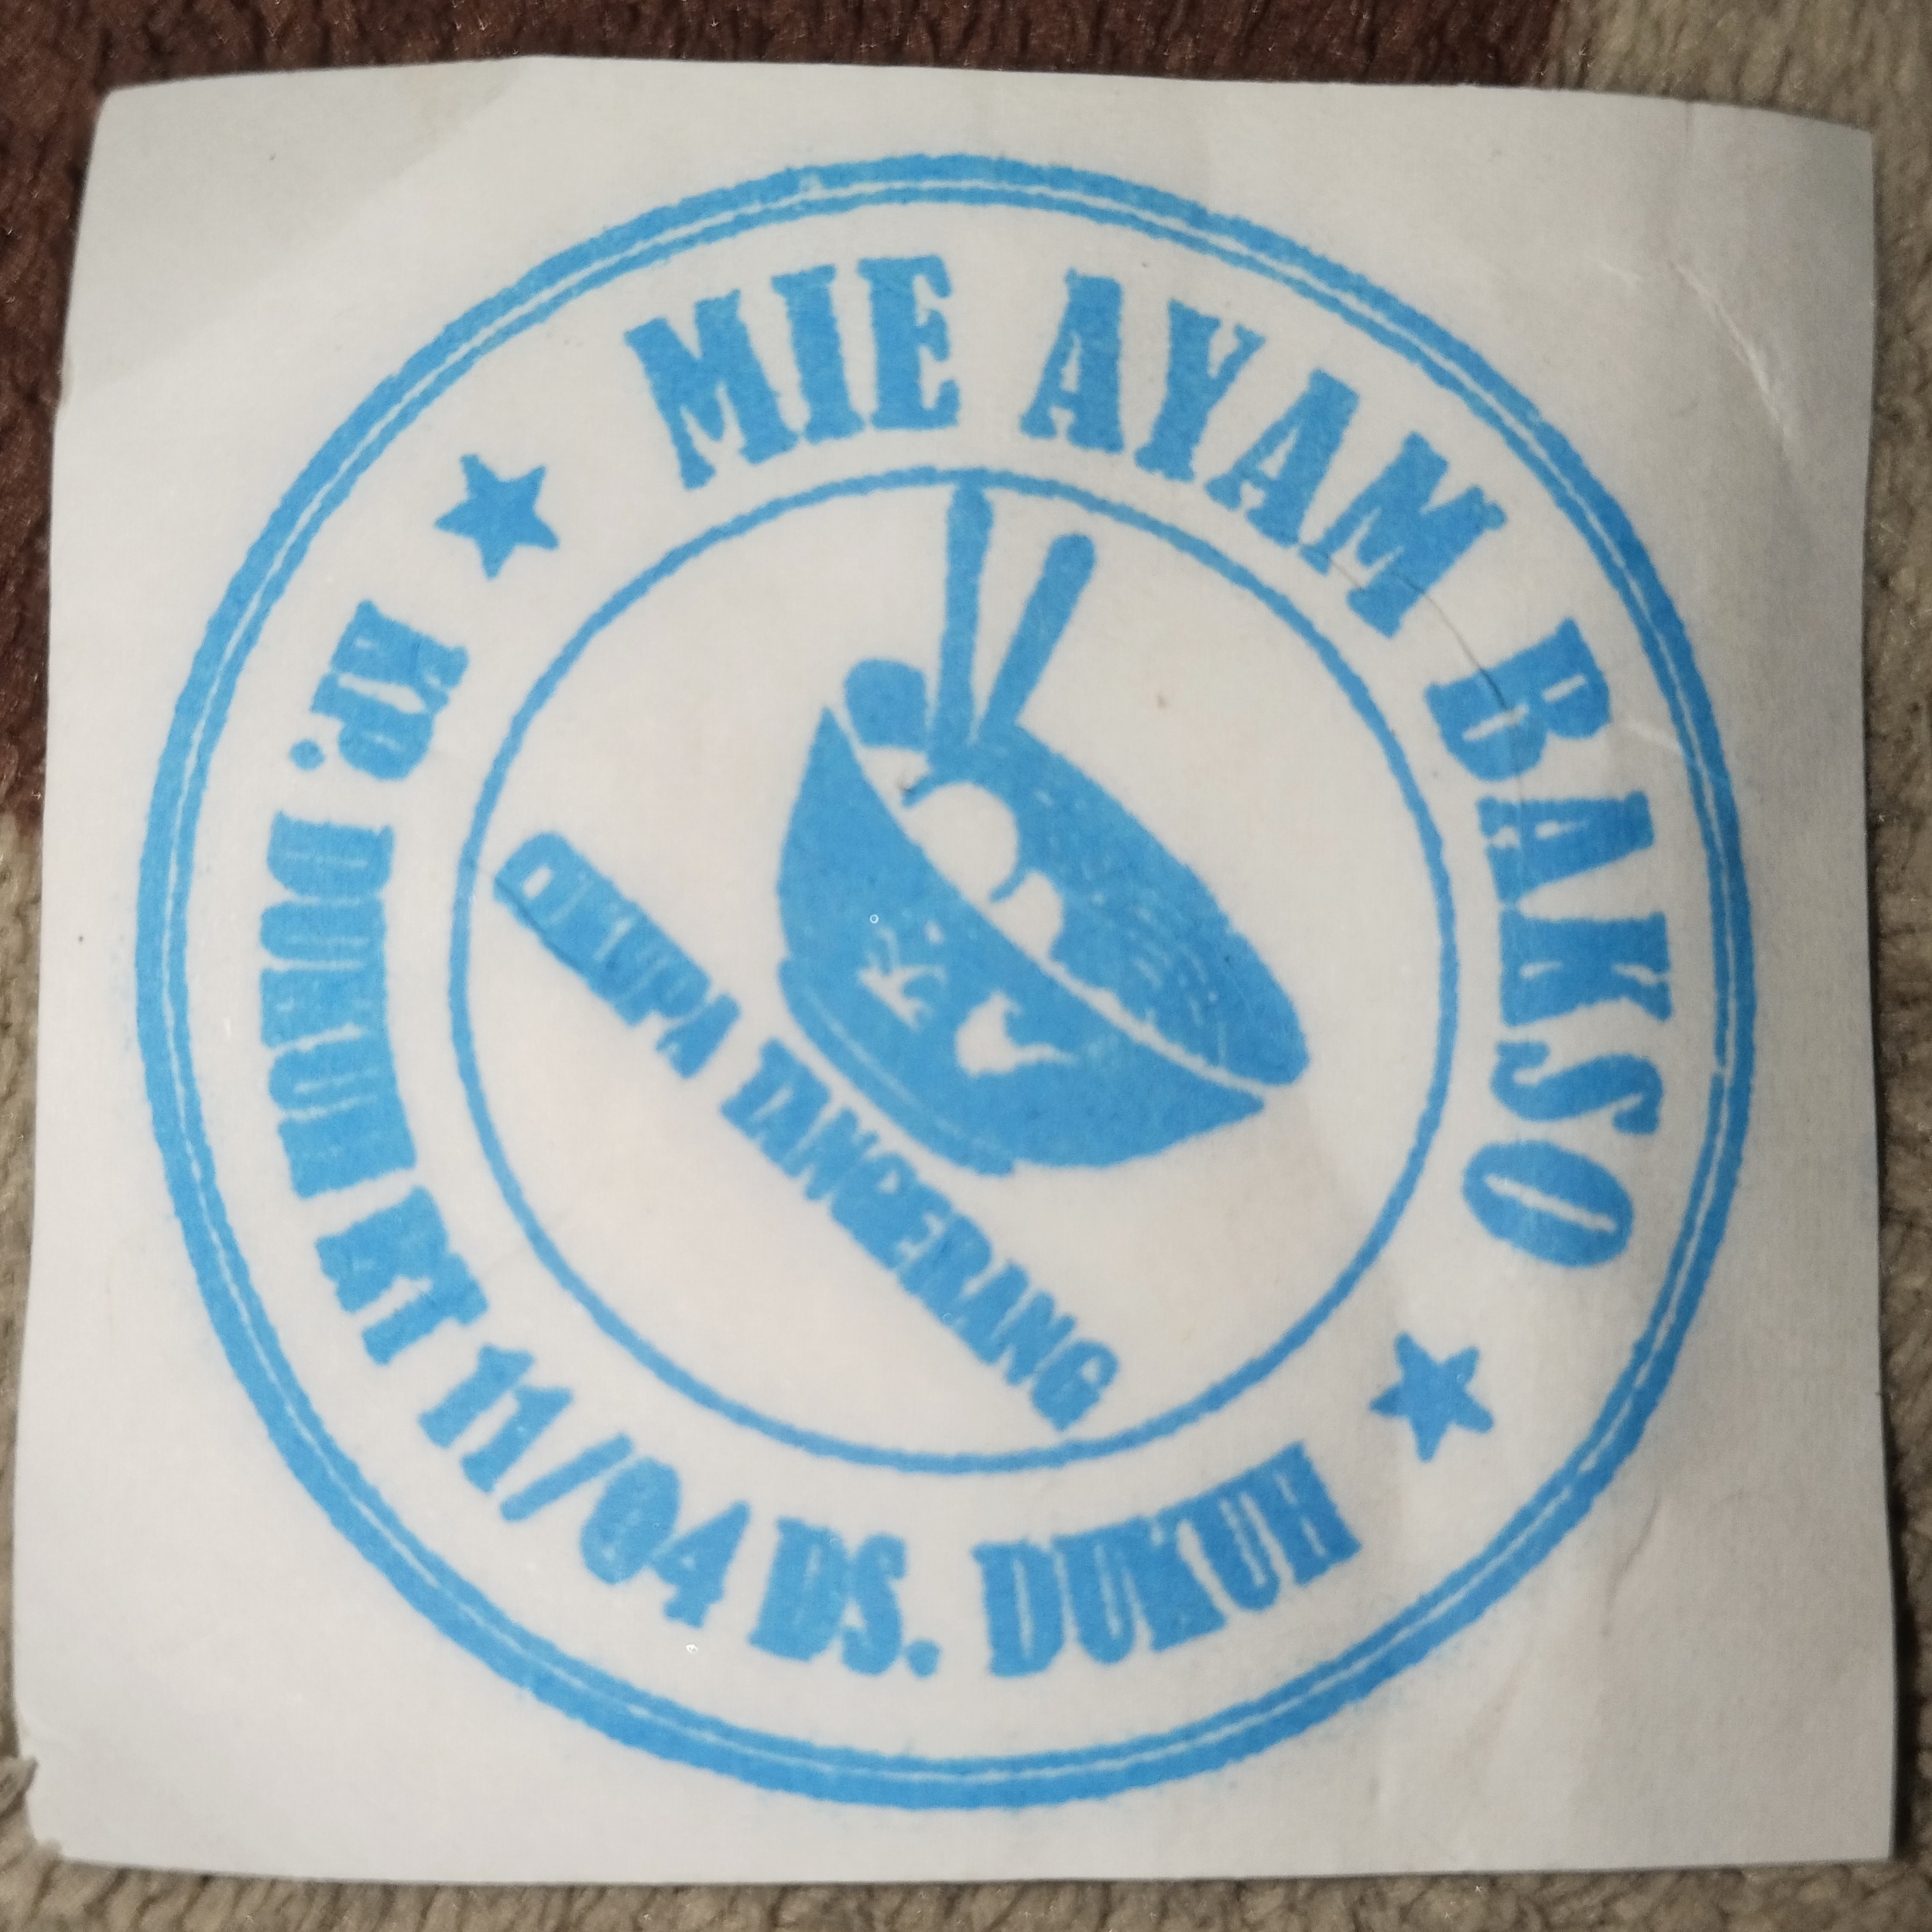 MIE AYAM BAKSO
KP. DUKUH RT 11/04 DS. DUKUH
CIKUPA TANGERANG